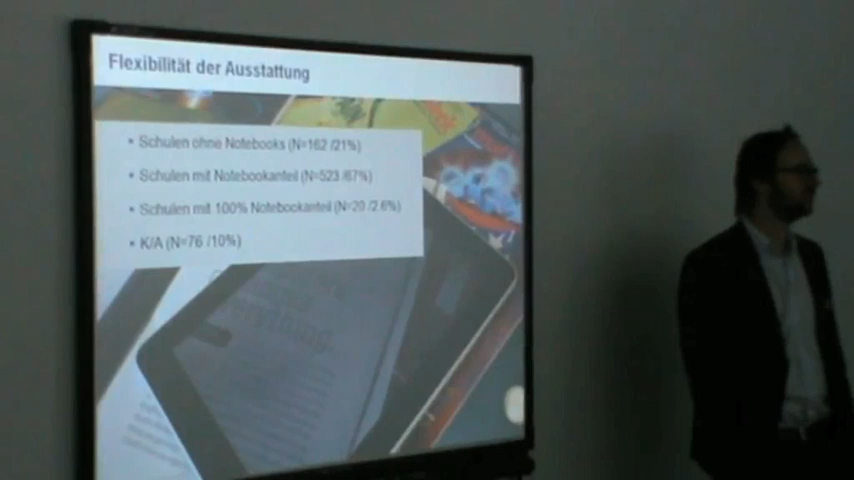 Flexibilität der Ausstattung
• Schulen ohne Notebooks (N=162 /21%)
• Schulen mit Notebookanteil (N=523 /67%)
• Schulen mit 100% Notebookanteil (N=20 /2.6%)
• K/A (N=76 /10%)